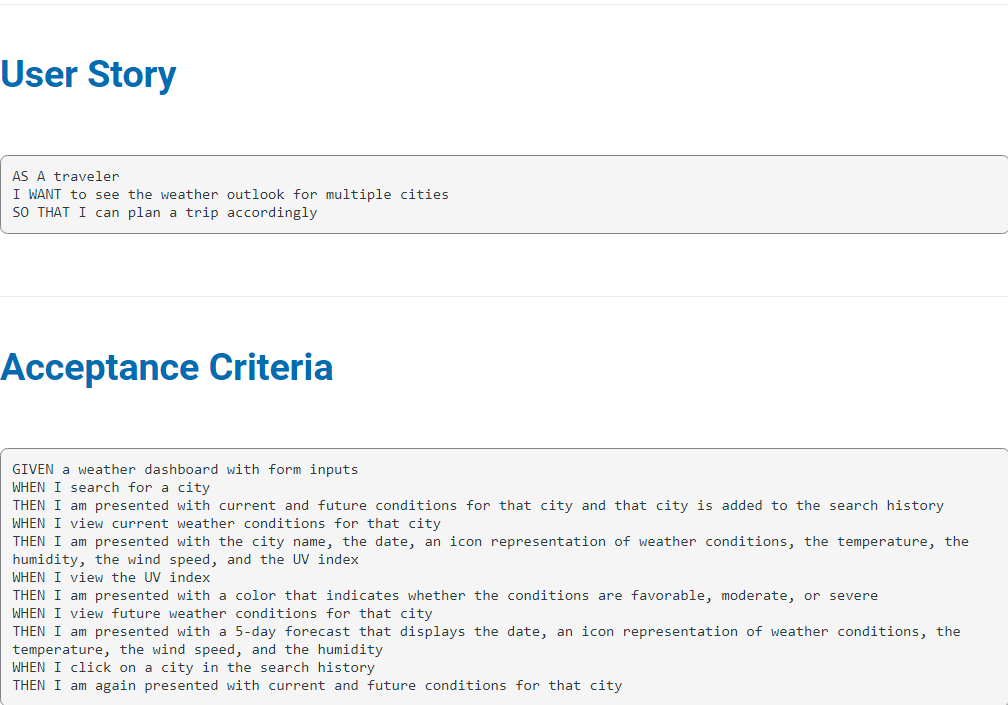 User Story
AS A traveler
I WANT to see the weather outlook for multiple cities
SO THAT I can plan a trip accordingly
Acceptance Criteria
GIVEN a weather dashboard with form inputs
WHEN I search for a city
THEN I am presented with current and future conditions for that city and that city is added to the search history
WHEN I view current weather conditions for that city
THEN I am presented with the city name, the date, an icon representation of weather conditions, the temperature, the
humidity, the wind speed, and the UV index
WHEN I view the UV index
THEN I am presented with a color that indicates whether the conditions are favorable, moderate, or severe
WHEN I view future weather conditions for that city
THEN I am presented with a 5-day forecast that displays the date, an icon representation of weather conditions, the
temperature, the wind speed, and the humidity
WHEN I click on a city in the search history
THEN I am again presented with current and future conditions for that city